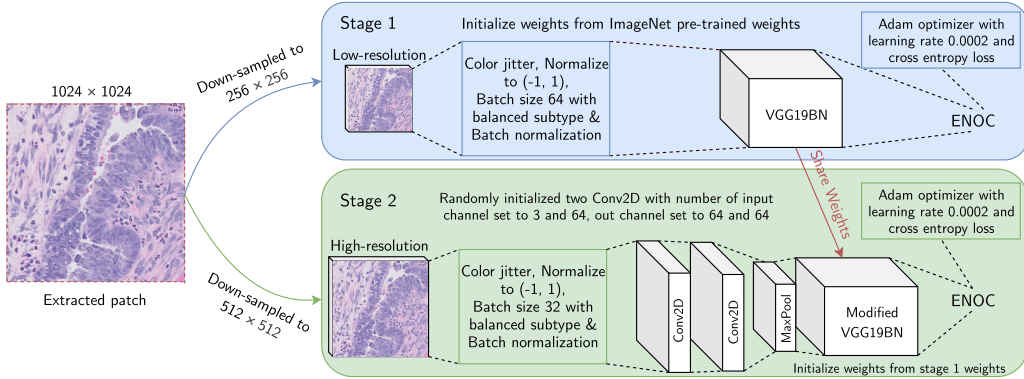 1024 × 1024
Extracted patch
Down-sampled to
256 × 256
Down-sampled to
512 × 512
Stage 1
Initialize weights from ImageNet pre-trained weights
Adam optimizer with
learning rate 0.0002 and
cross entropy loss
Low-resolution
Color jitter, Normalize
to (-1, 1),
Batch size 64 with
balanced subtype &
Batch normalization
VGG19BN
ENOC
Share Weights
Stage 2
Randomly initialized two Conv2D with number of input
channel set to 3 and 64, out channel set to 64 and 64
Adam optimizer with
learning rate 0.0002 and
cross entropy loss
High-resolution
Color jitter, Normalize
to (-1, 1),
Batch size 32 with
balanced subtype &
Batch normalization
Conv2D
Conv2D
MaxPool
Modified
VGG19BN
ENOC
Initialize weights from stage 1 weights